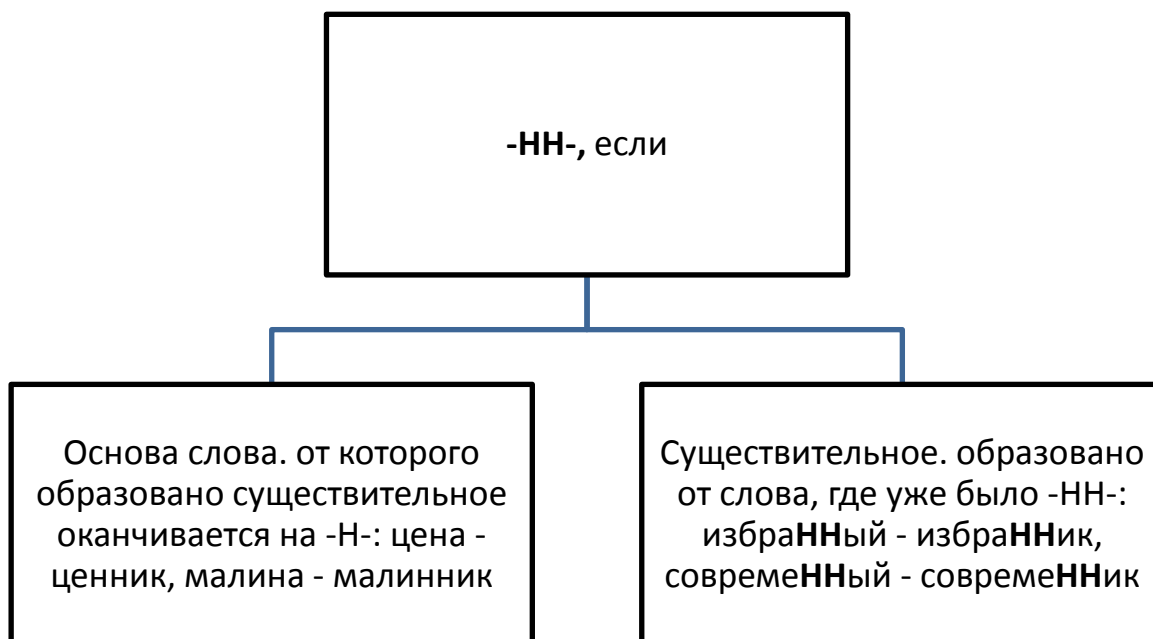 -НН-, если
Основа слова. от которого
образовано существительное
оканчивается на -Н-: цена -
ценник, малина - малинник
Существительное. образовано
от слова, где уже было -НН-:
избраННый - избраННик,
совремеННый - совремеННик